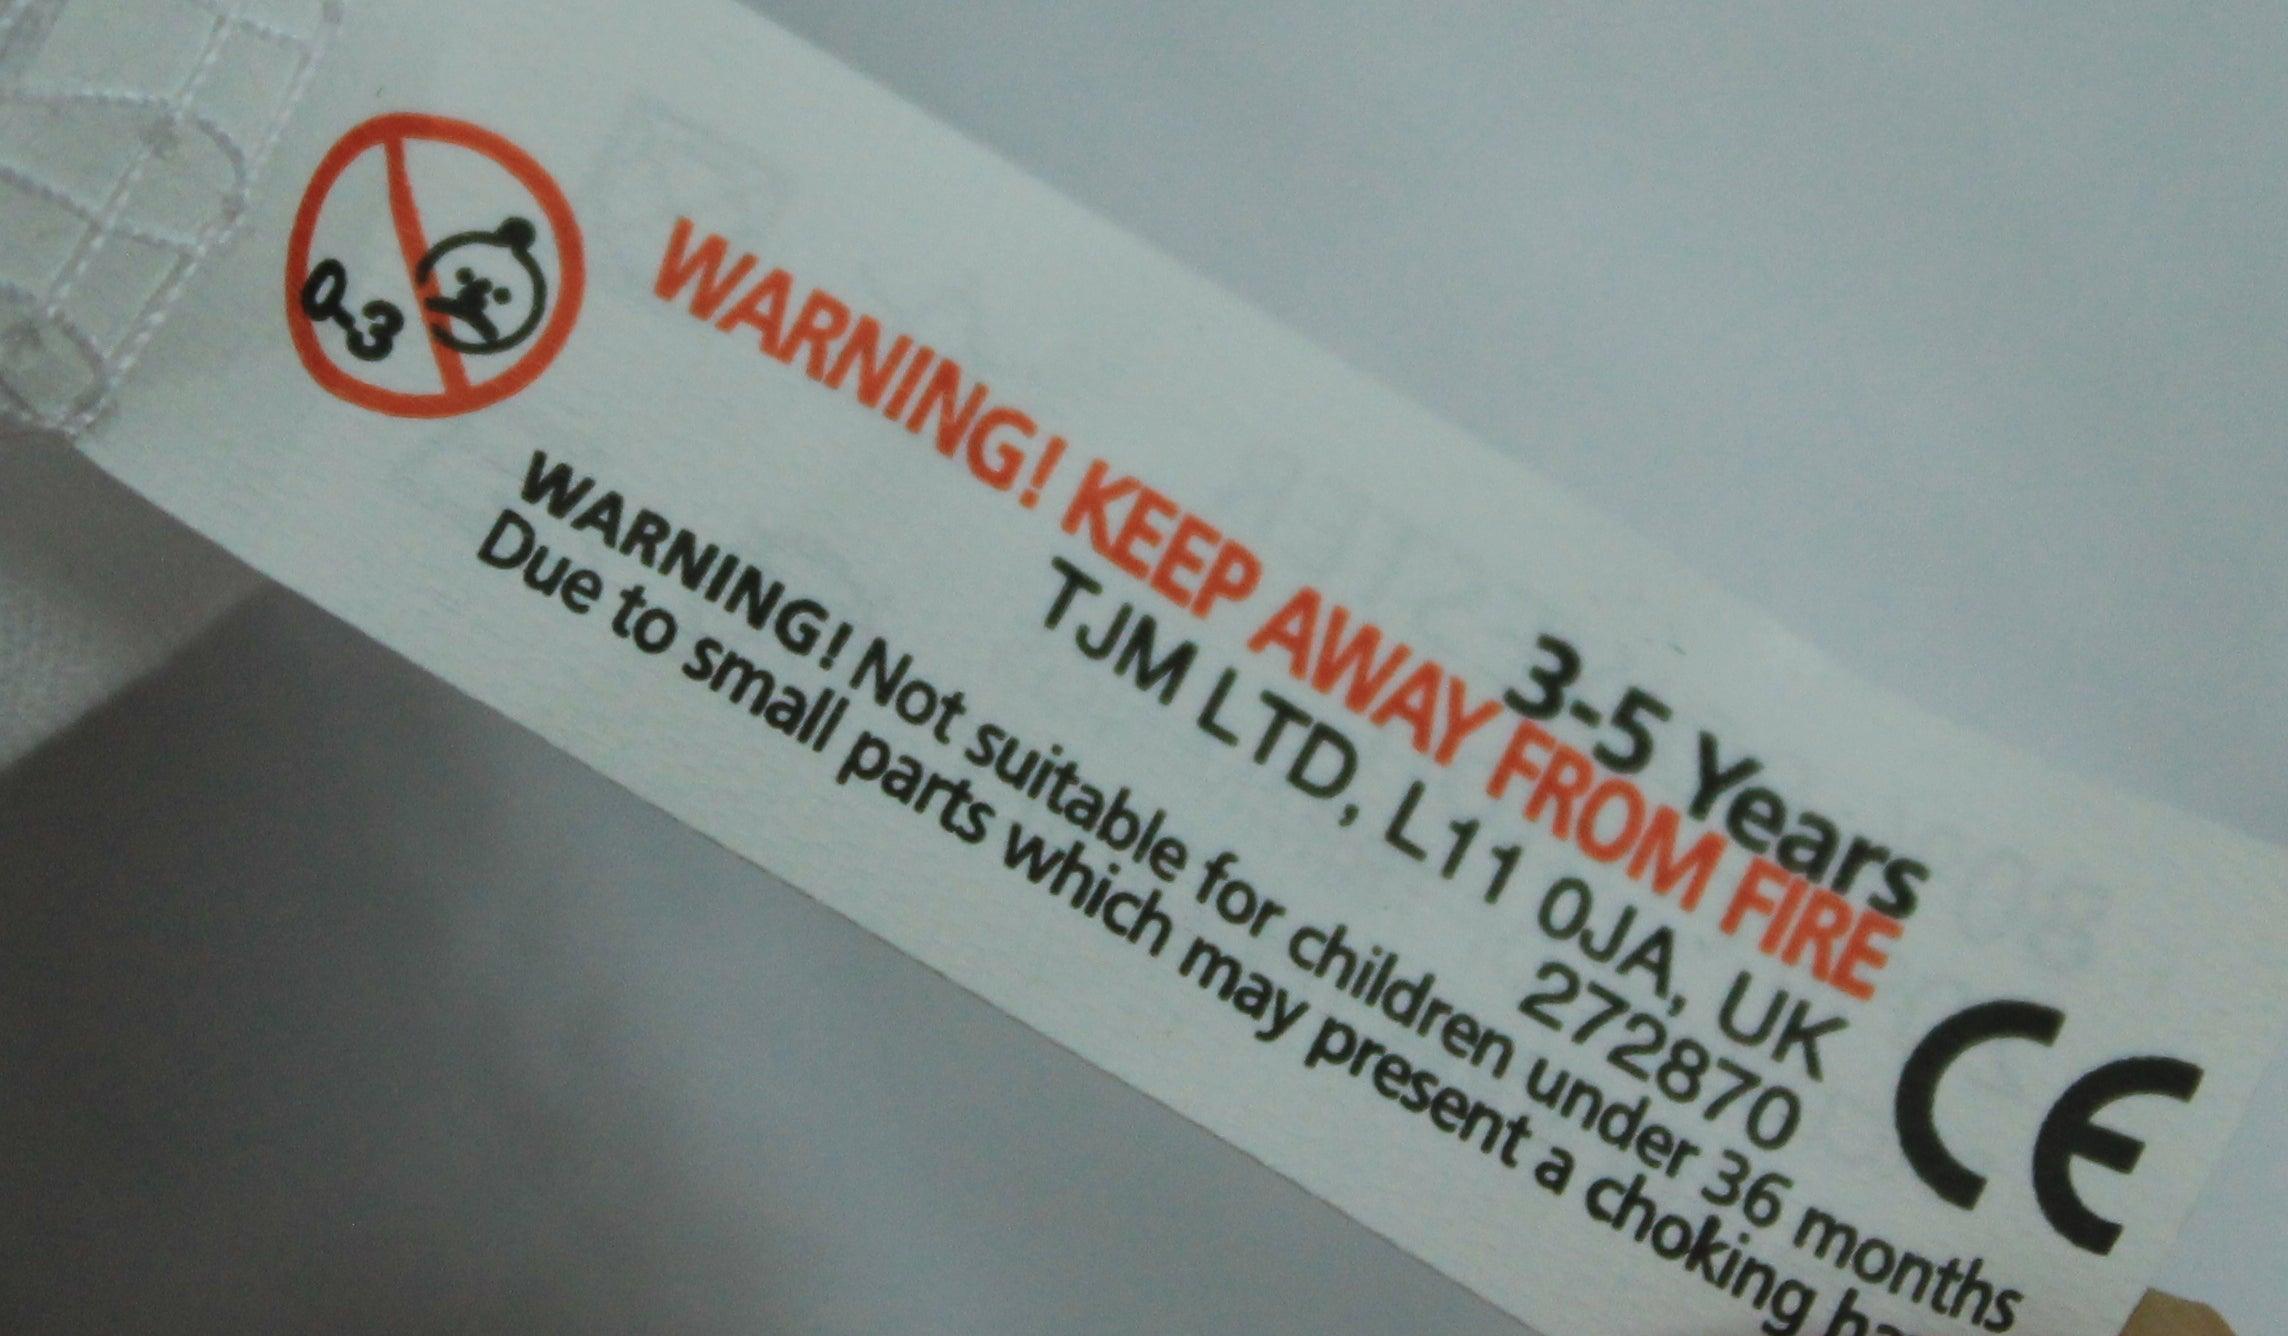 0-3
3-5 Years
WARNING! KEEP AWAY FROM FIRE
TJM LTD, L11 0JA, UK
272870
CE
WARNING! Not suitable for children under 36 months
Due to small parts which may present a choking